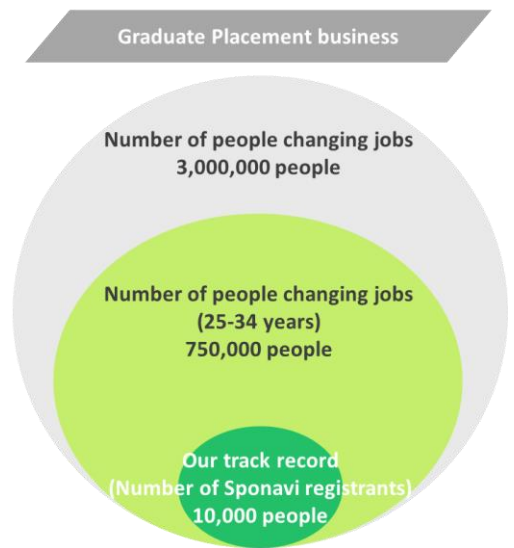 Graduate Placement business
Number of people changing jobs
3,000,000 people
Number of people changing jobs
(25-34 years)
750,000 people
Our track record
(Number of Sponavi registrants)
10,000 people